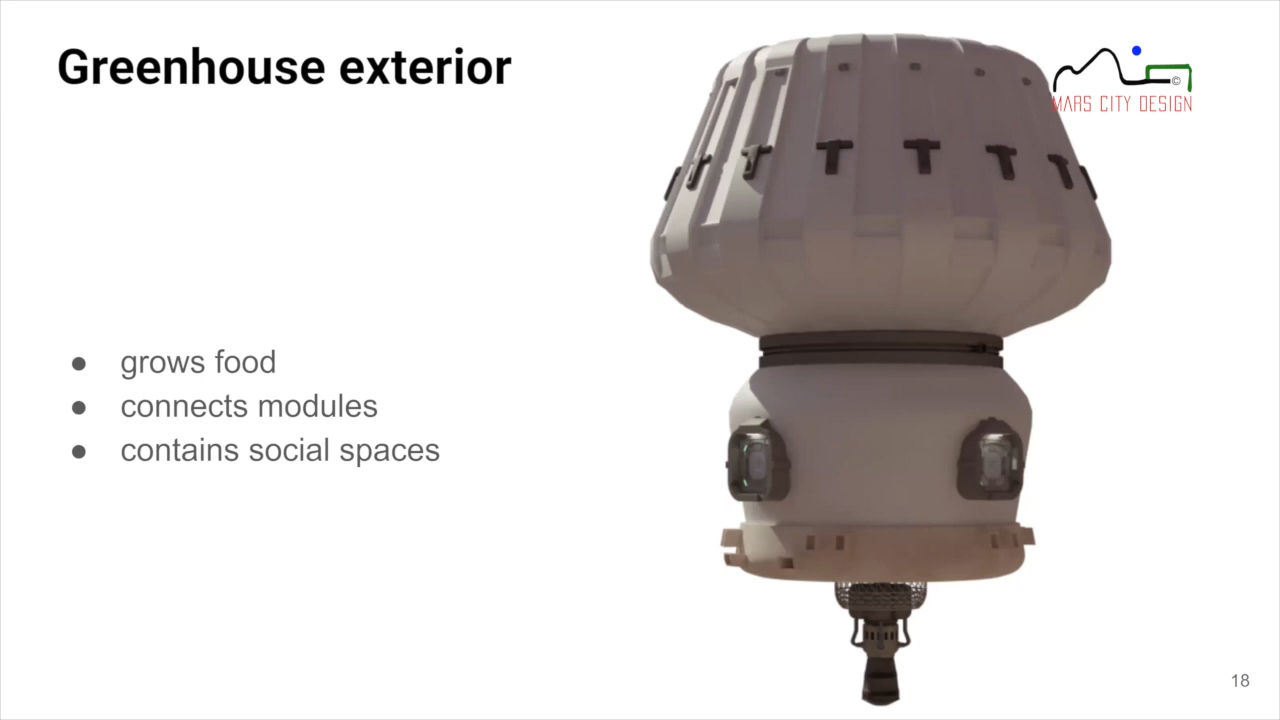 Greenhouse exterior
©
MARS CITY DESIGN
● grows food
● connects modules
● contains social spaces
18